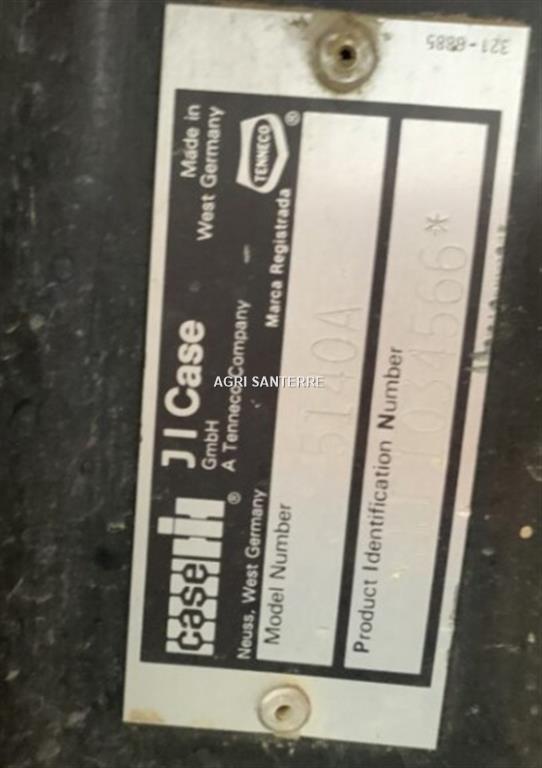 case IH ®
J I Case
GmbH
A Tenneco Company
Neuss, West Germany
Made in
West Germany
TENNECO ®
Marca Registrada
Model Number
5140A
Product Identification Number
1034566*
321-8885
AGRI SANTERRE